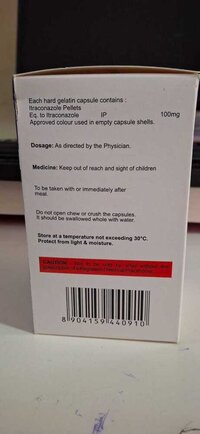 Each hard gelatin capsule contains :
Itraconazole Pellets
Eq. to Itraconazole IP 100mg
Approved colour used in empty capsule shells.
Dosage: As directed by the Physician.
Medicine: Keep out of reach and sight of children
To be taken with or immediately after
meal.
Do not open chew or crush the capsules.
It should be swallowed whole with water.
Store at a temperature not exceeding 30°C.
Protect from light & moisture.
CAUTION
8 904159 440910